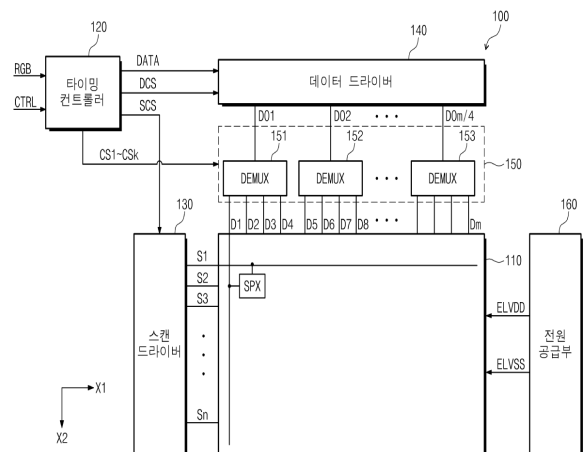 100
120
140
RGB
CTRL
타이밍
컨트롤러
DATA
DCS
SCS
데이터 드라이버
DO1
DO2
· · ·
DOm/4
CS1~CSk
151
152
153
150
DEMUX
DEMUX
· · ·
DEMUX
D1
D2
D3
D4
D5
D6
D7
D8
· · ·
Dm
130
160
110
S1
S2
S3
SPX
스캔
드라이버
Sn
ELVDD
ELVSS
전원
공급부
X1
X2